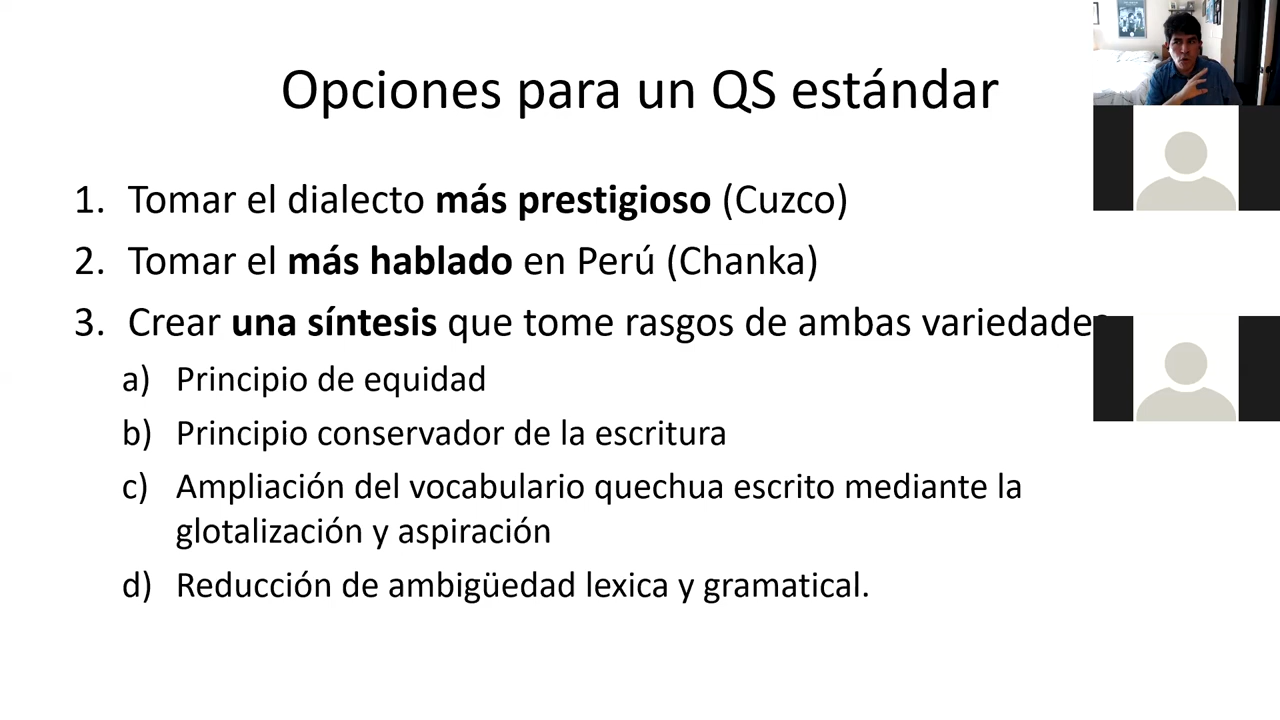 Opciones para un QS estándar
1. Tomar el dialecto más prestigioso (Cuzco)
2. Tomar el más hablado en Perú (Chanka)
3. Crear una síntesis que tome rasgos de ambas variedades
a) Principio de equidad
b) Principio conservador de la escritura
c) Ampliación del vocabulario quechua escrito mediante la
glotalización y aspiración
d) Reducción de ambigüedad lexica y gramatical.